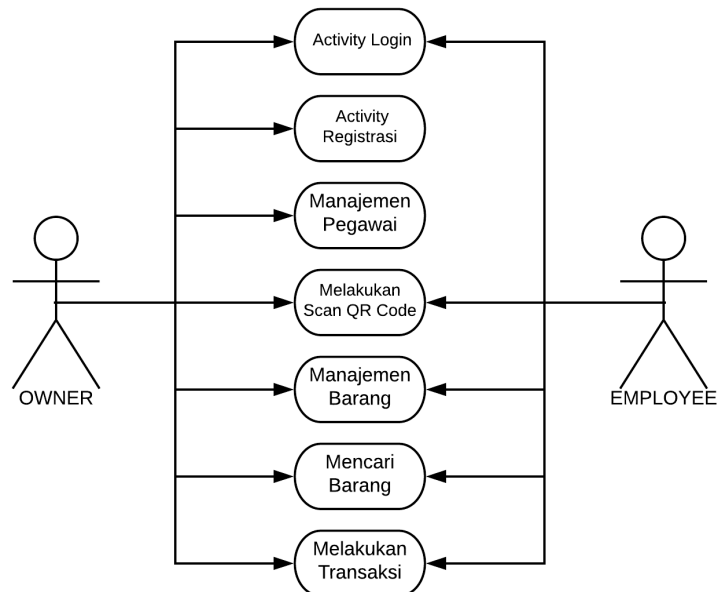 Activity Login
Activity
Registrasi
Manajemen
Pegawai
Melakukan
Scan QR Code
Manajemen
Barang
OWNER
EMPLOYEE
Mencari
Barang
Melakukan
Transaksi